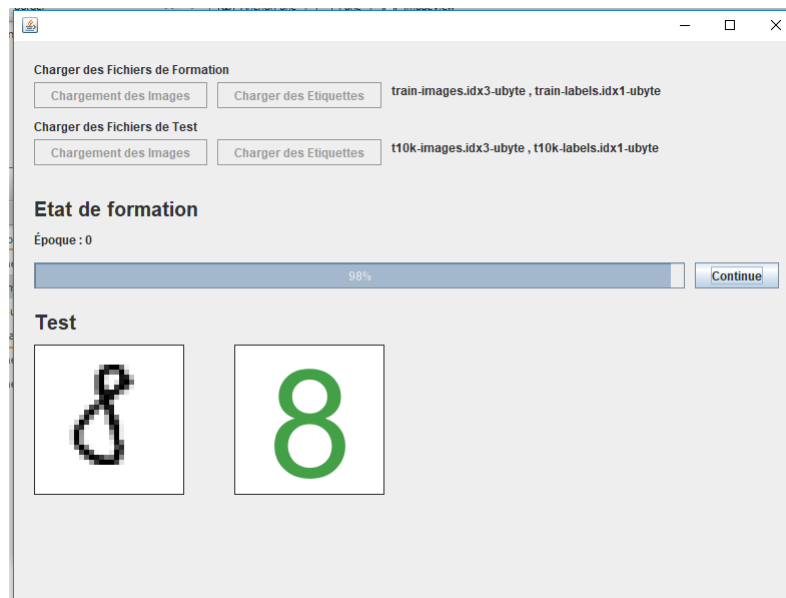 Charger des Fichiers de Formation
Chargement des Images Charger des Etiquettes train-images.idx3-ubyte , train-labels.idx1-ubyte
Charger des Fichiers de Test
Chargement des Images Charger des Etiquettes t10k-images.idx3-ubyte , t10k-labels.idx1-ubyte
Etat de formation
Époque : 0
98% Continue
Test
8 8